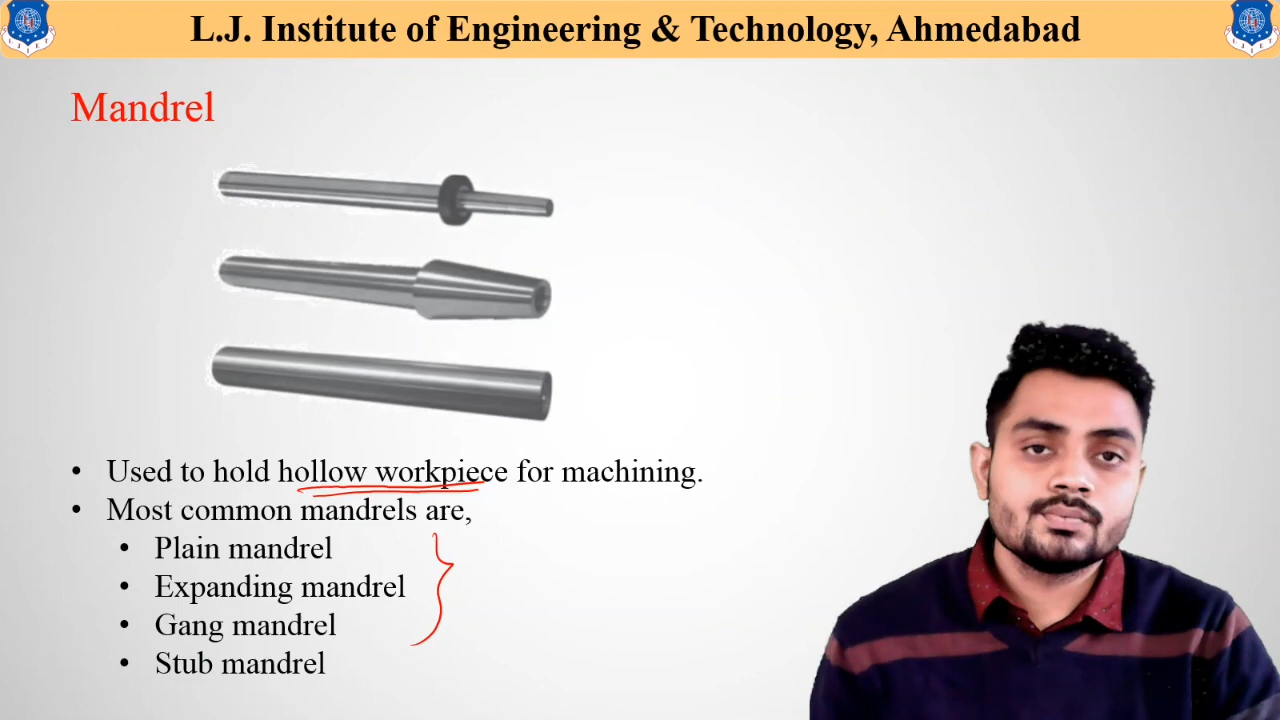 L.J. Institute of Engineering & Technology, Ahmedabad
Mandrel
• Used to hold hollow workpiece for machining.
• Most common mandrels are,
• Plain mandrel
• Expanding mandrel
• Gang mandrel
• Stub mandrel